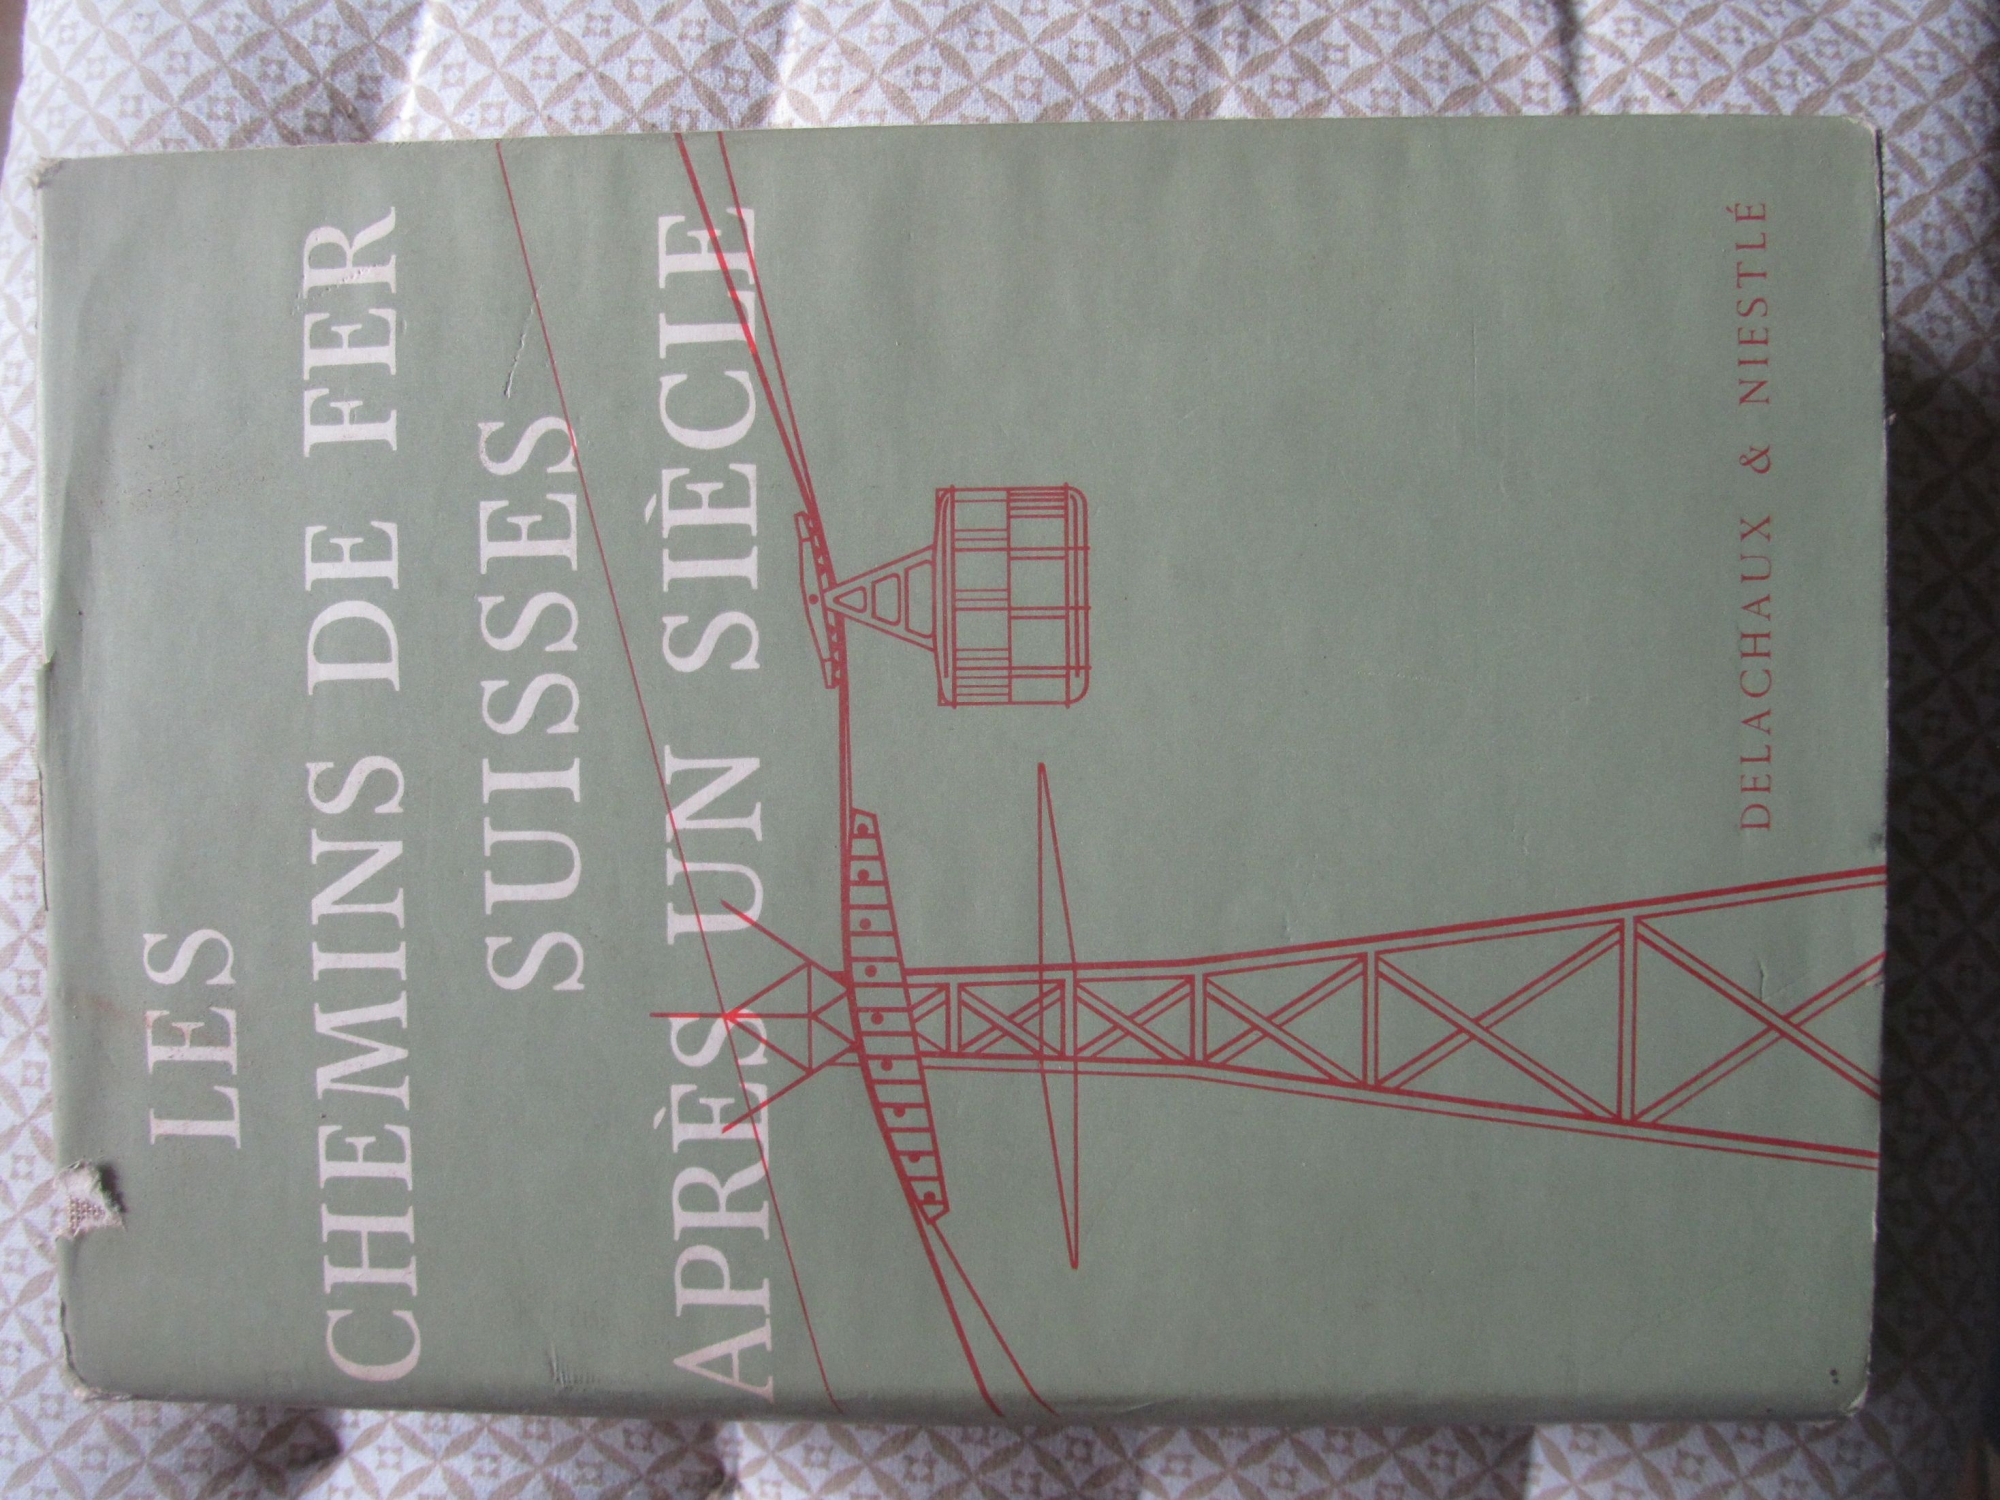 LES
CHEMINS DE FER
SUISSES
APRÈS UN SIÈCLE
DELACHAUX & NIESTLÉ